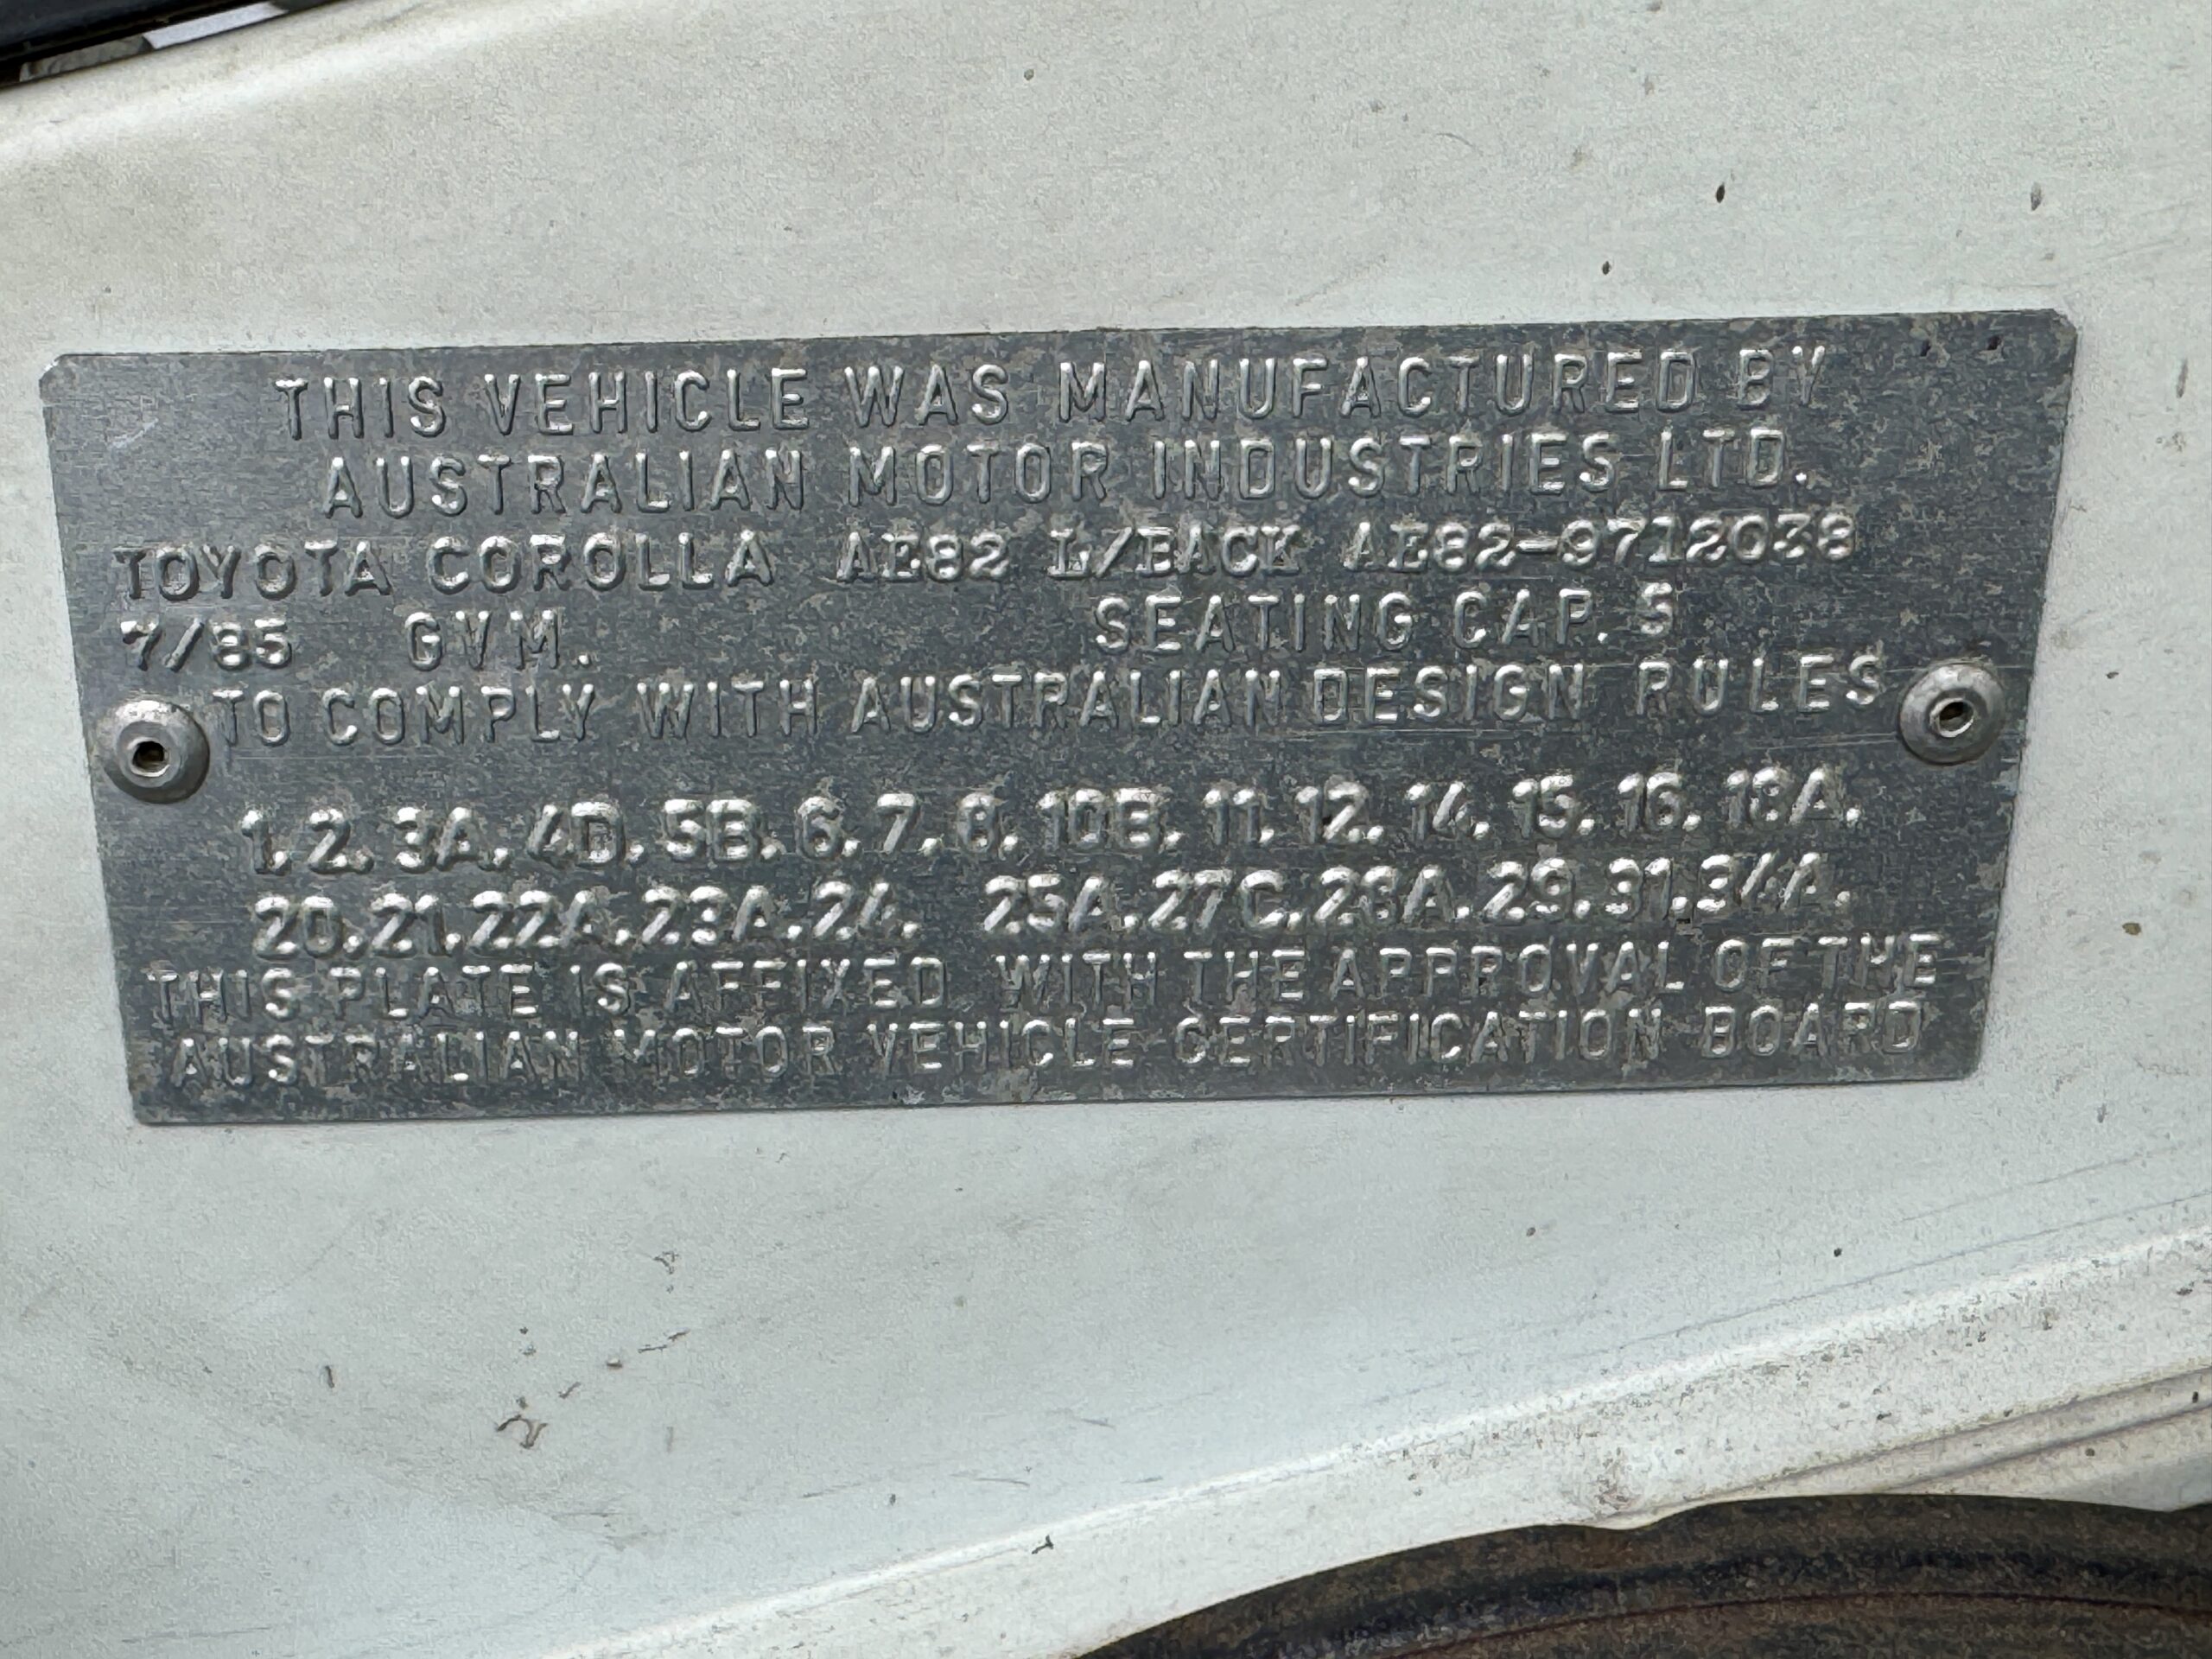 THIS VEHICLE WAS MANUFACTURED BY
AUSTRALIAN MOTOR INDUSTRIES LTD.
TOYOTA COROLLA AE82 L/BACK AE82-9712038
7/85 GVM. SEATING CAP. 5
TO COMPLY WITH AUSTRALIAN DESIGN RULES
1.2.3A.4D.5B.6.7.8.10B.11.12.14.15.16.18A.
20.21.22A.23A.24. 25A.27C.28A.29.31.34A.
THIS PLATE IS AFFIXED WITH THE APPROVAL OF THE
AUSTRALIAN MOTOR VEHICLE CERTIFICATION BOARD